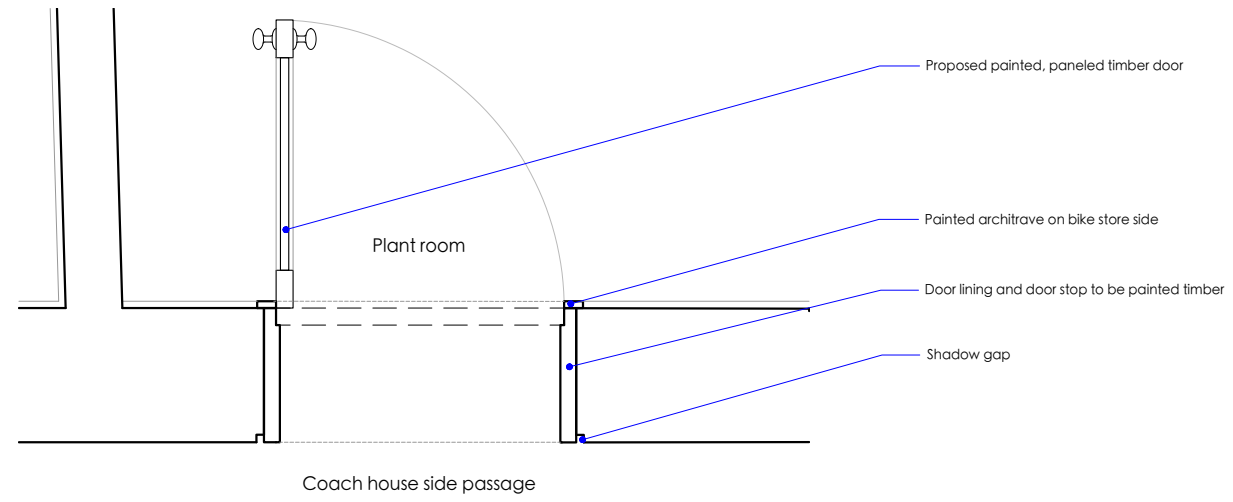 Proposed painted, paneled timber door
Painted architrave on bike store side
Plant room
Door lining and door stop to be painted timber
Shadow gap
Coach house side passage